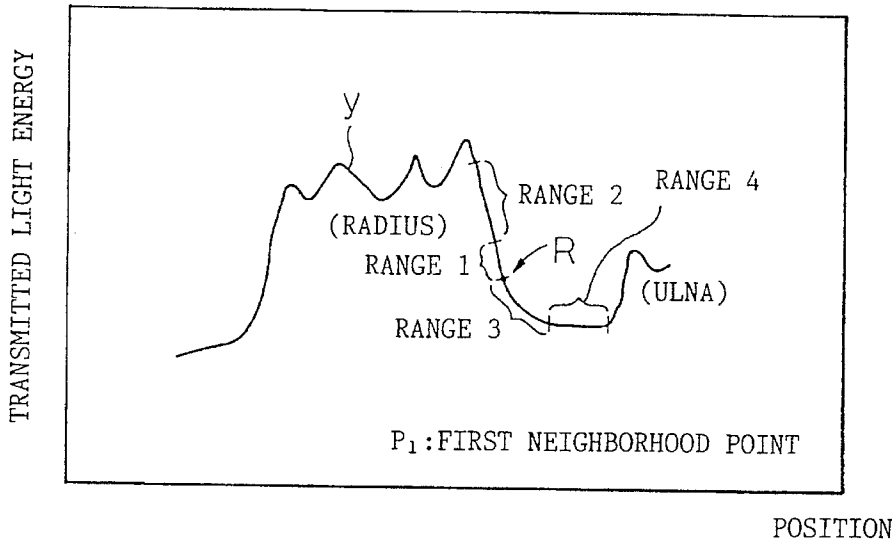 TRANSMITTED LIGHT ENERGY
y
RANGE 4
RANGE 2
(RADIUS)
RANGE 1
R
(ULNA)
RANGE 3
P₁:FIRST NEIGHBORHOOD POINT
POSITION